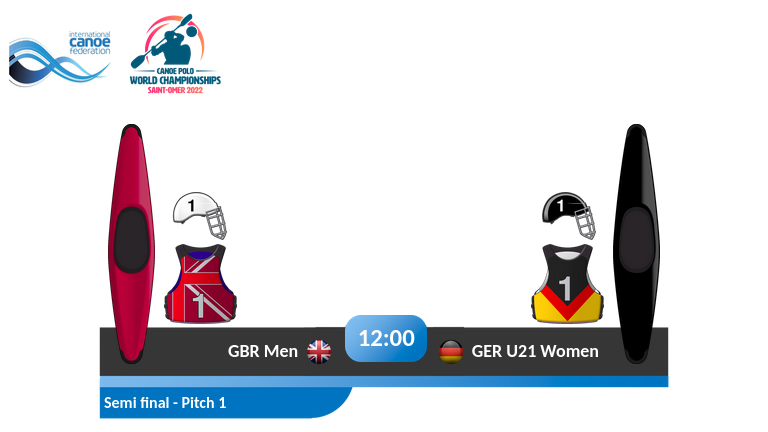 international
canoe
federation
CANOE POLO
WORLD CHAMPIONSHIPS
SAINT-OMER 2022
1
1
1
1
12:00
GBR Men
GER U21 Women
Semi final - Pitch 1